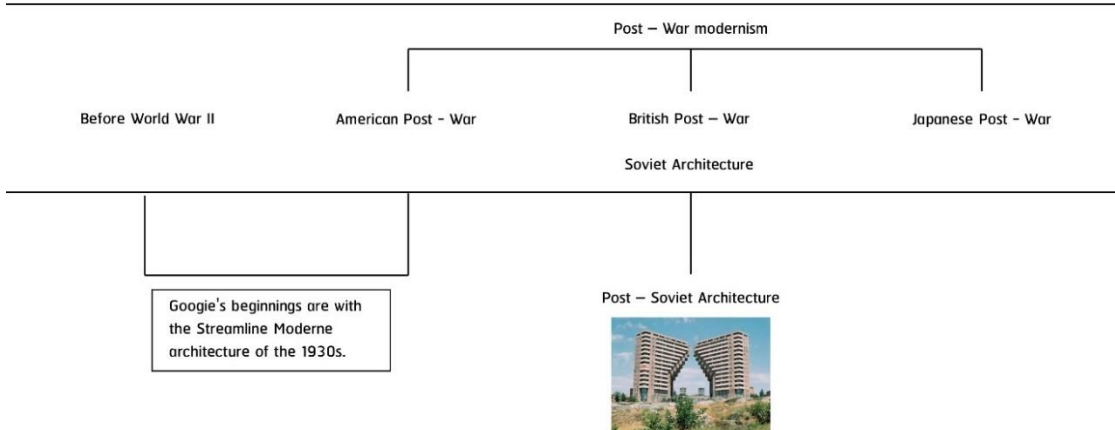 Post – War modernism
Before World War II
American Post - War
British Post – War
Japanese Post - War
Soviet Architecture
Googie's beginnings are with
the Streamline Moderne
architecture of the 1930s.
Post – Soviet Architecture